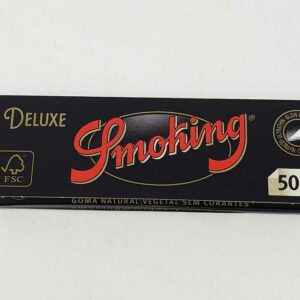 DELUXE
Smoking®
FSC
50
GOMA NATURAL VEGETAL SEM CORANTES